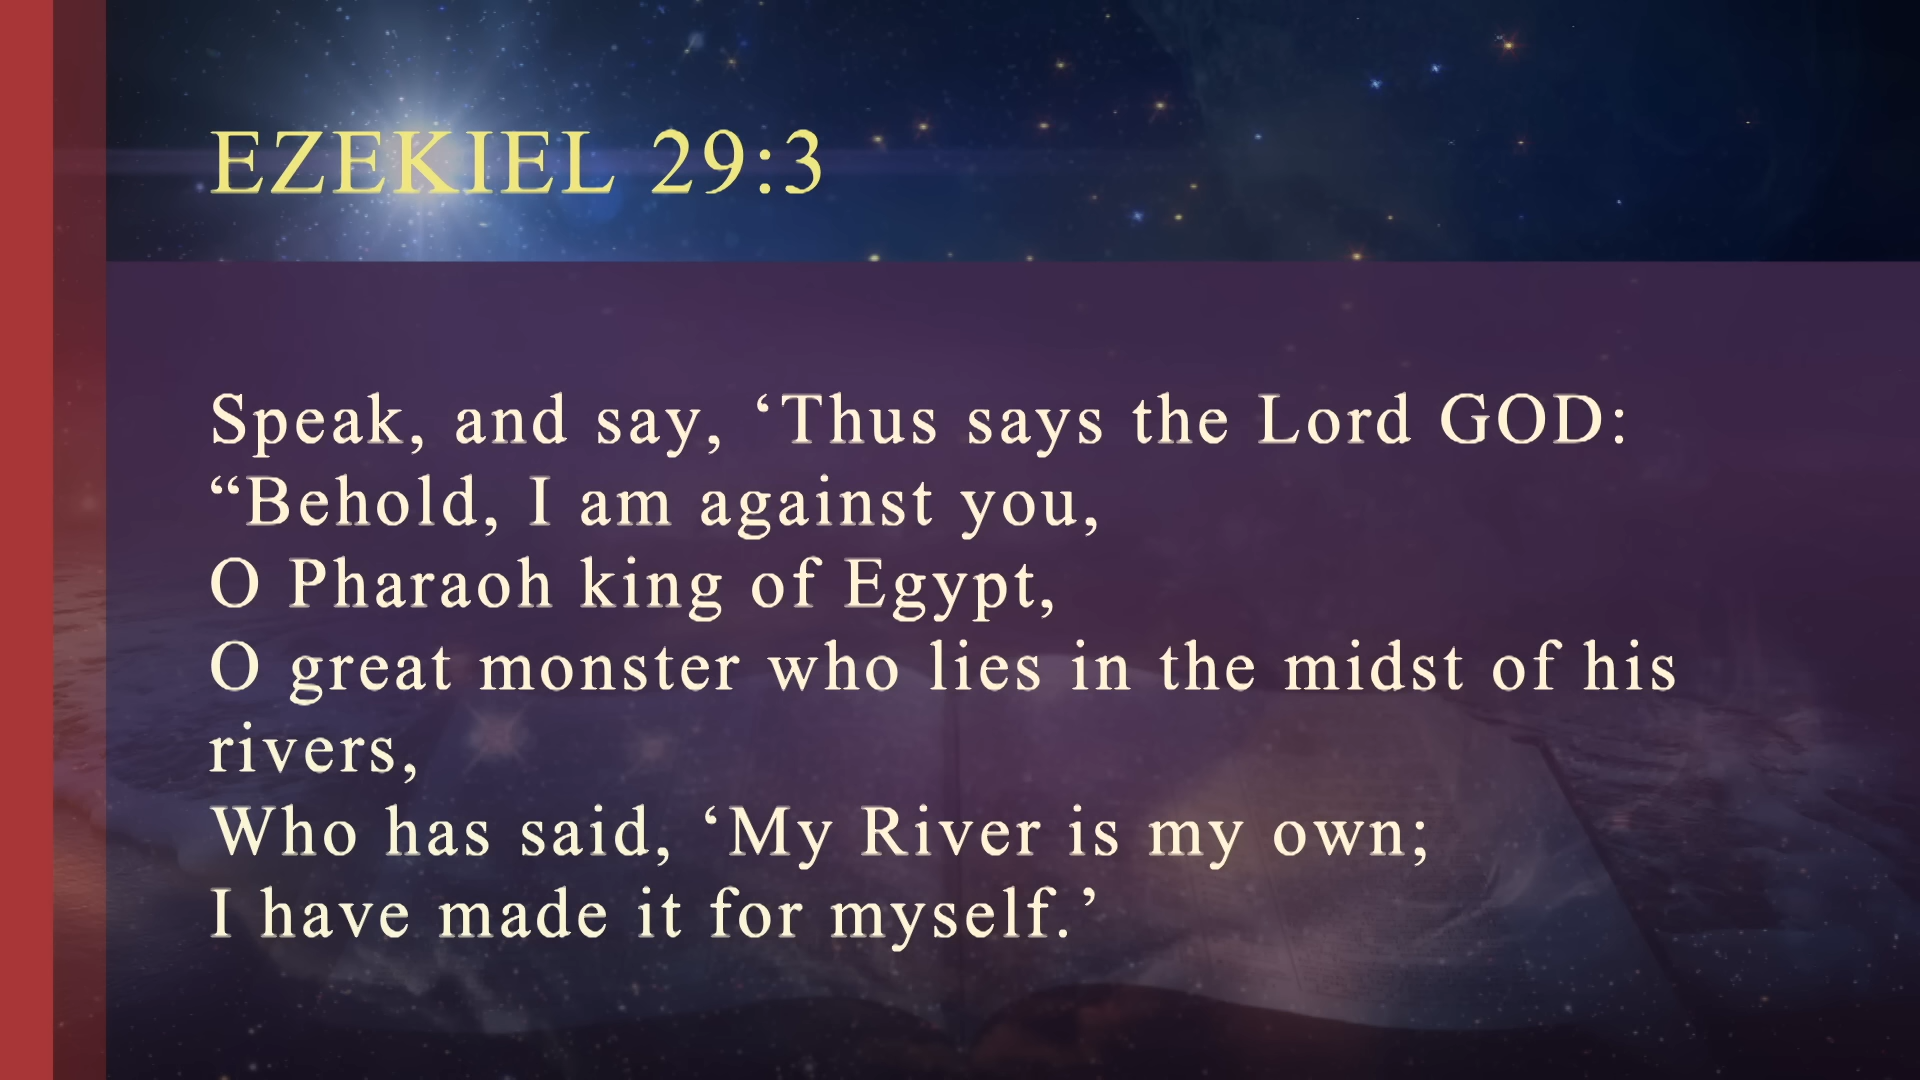 EZEKIEL 29:3
Speak, and say, ‘Thus says the Lord GOD:
“Behold, I am against you,
O Pharaoh king of Egypt,
O great monster who lies in the midst of his
rivers,
Who has said, ‘My River is my own;
I have made it for myself.’